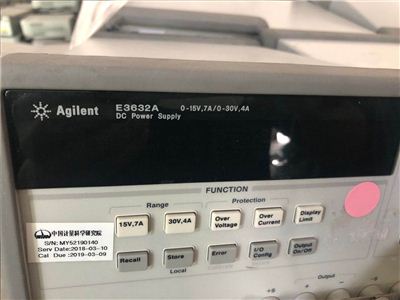 Agilent E3632A 0-15V,7A/0-30V,4A
DC Power Supply
FUNCTION
Range Protection
15V,7A 30V,4A Over Voltage Over Current Display Limit
Recall Store Error I/O Config Output On/Off
Local
中国计量科学研究院
S/N: MY52190140
Serv Date:2018-03-10
Cal Due :2019-03-09
+S + - -S